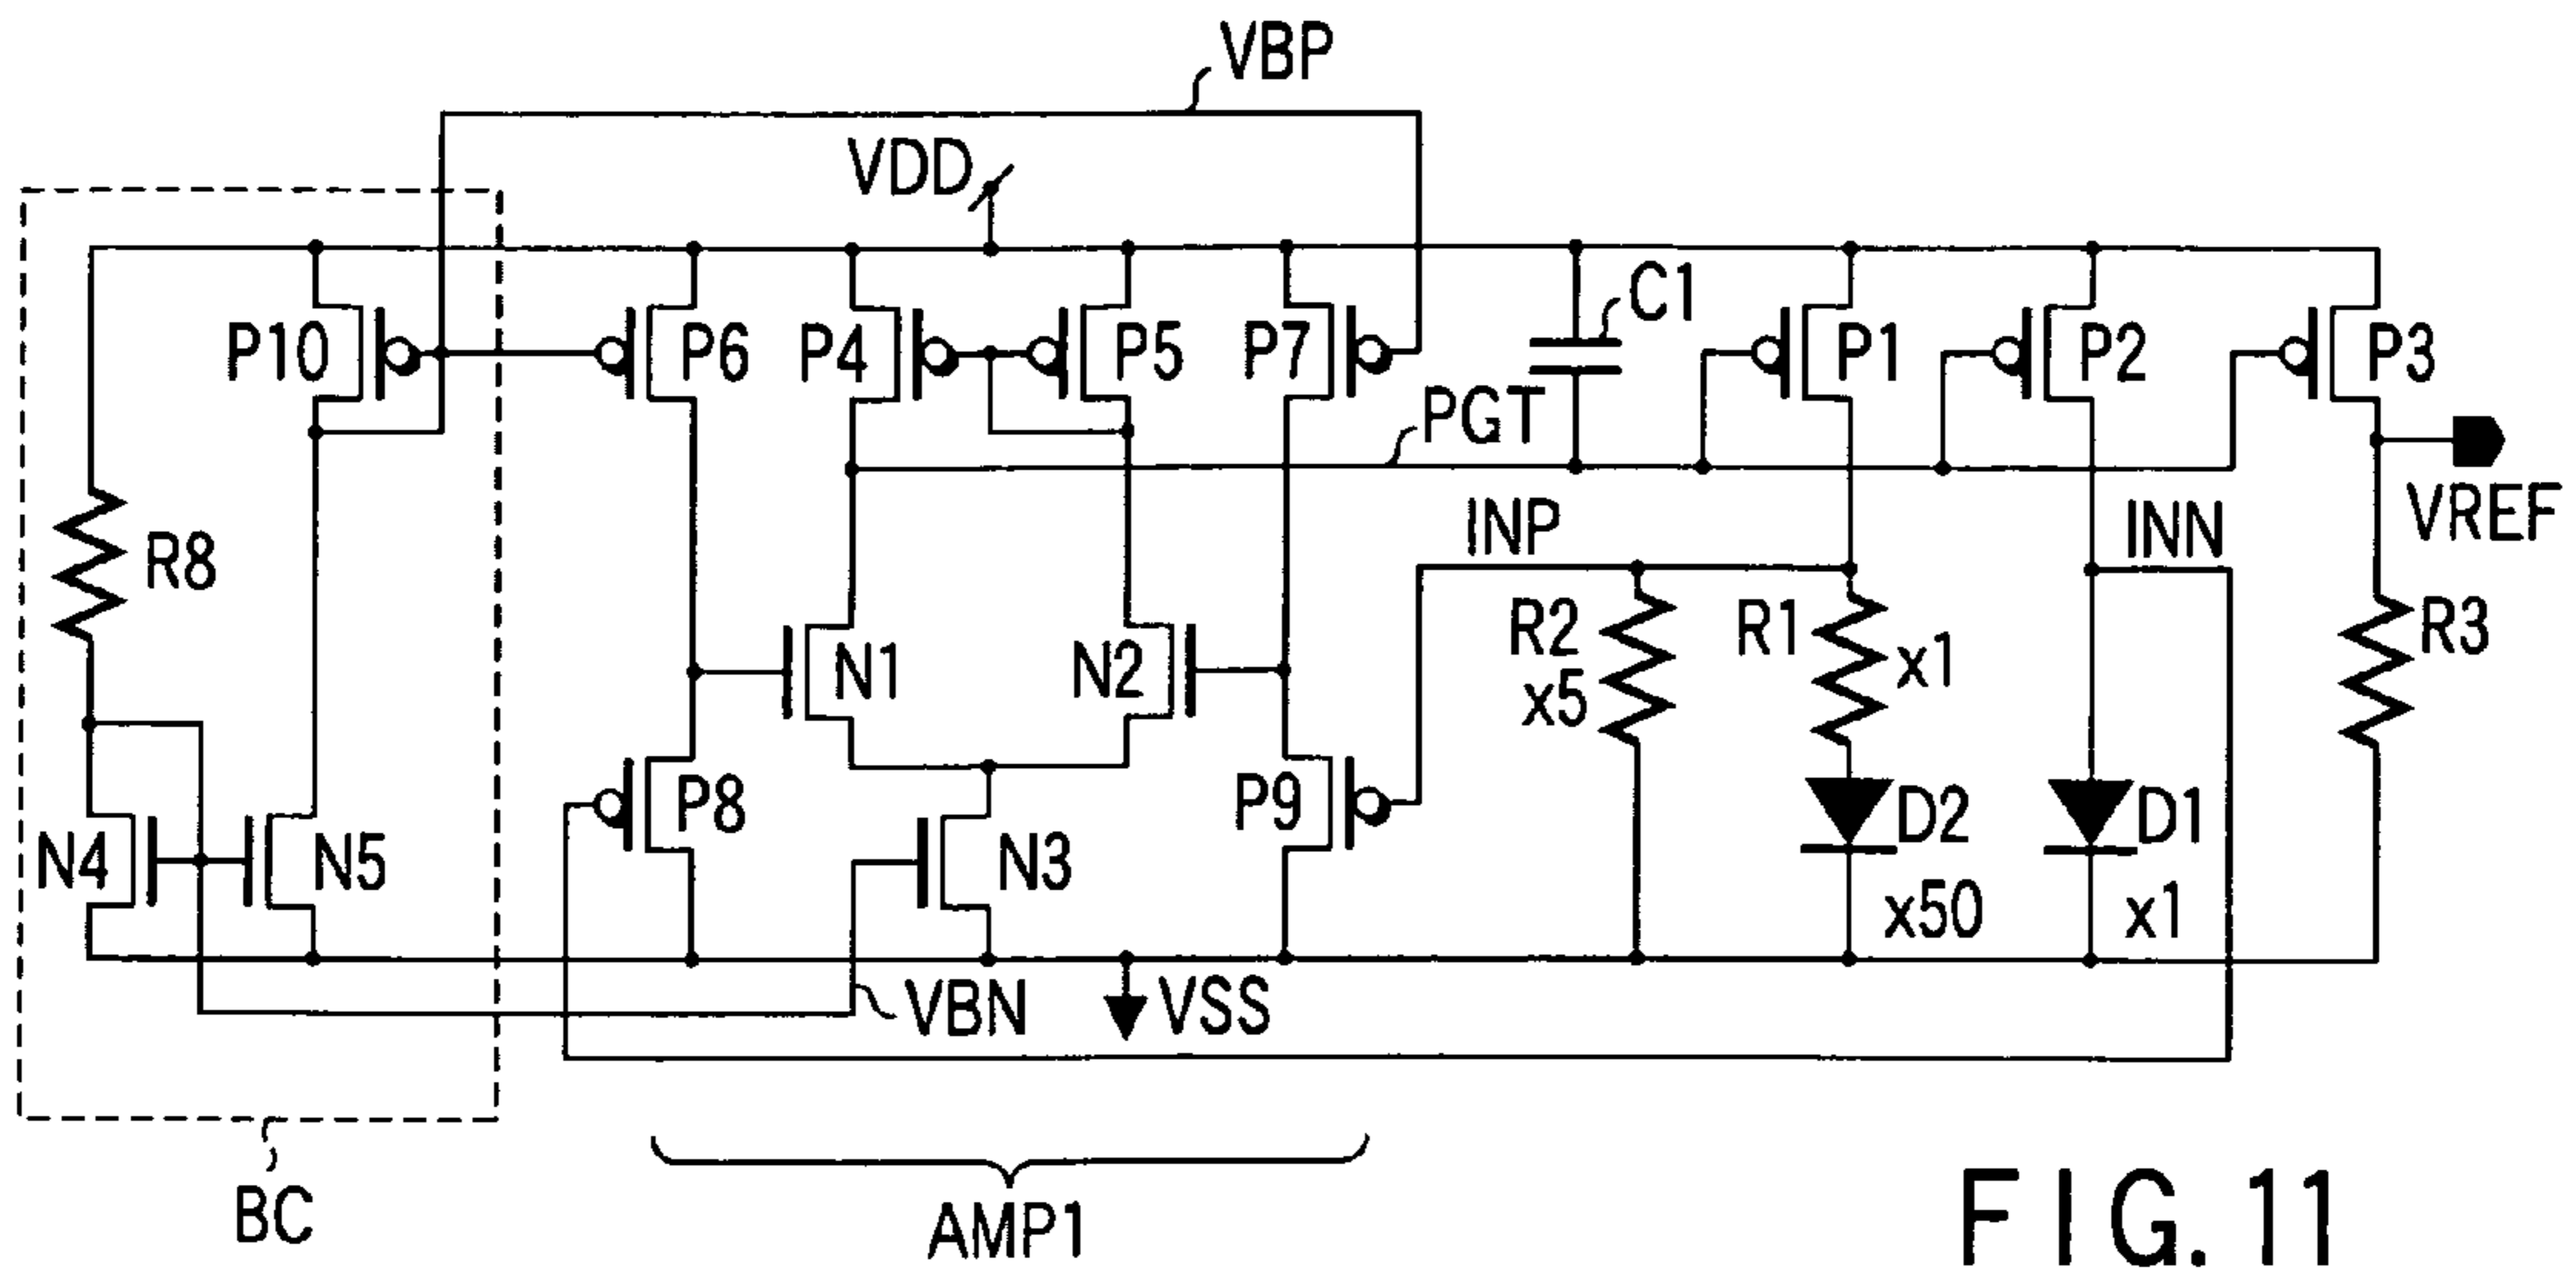 VBP
VDD
P10
P6
P4
P5
P7
C1
P1
P2
P3
PGT
VREF
INP
INN
R8
N1
N2
R2
x5
R1
x1
R3
N4
N5
P8
N3
P9
D2
x50
D1
x1
VBN
VSS
BC
AMP1
FIG. 11